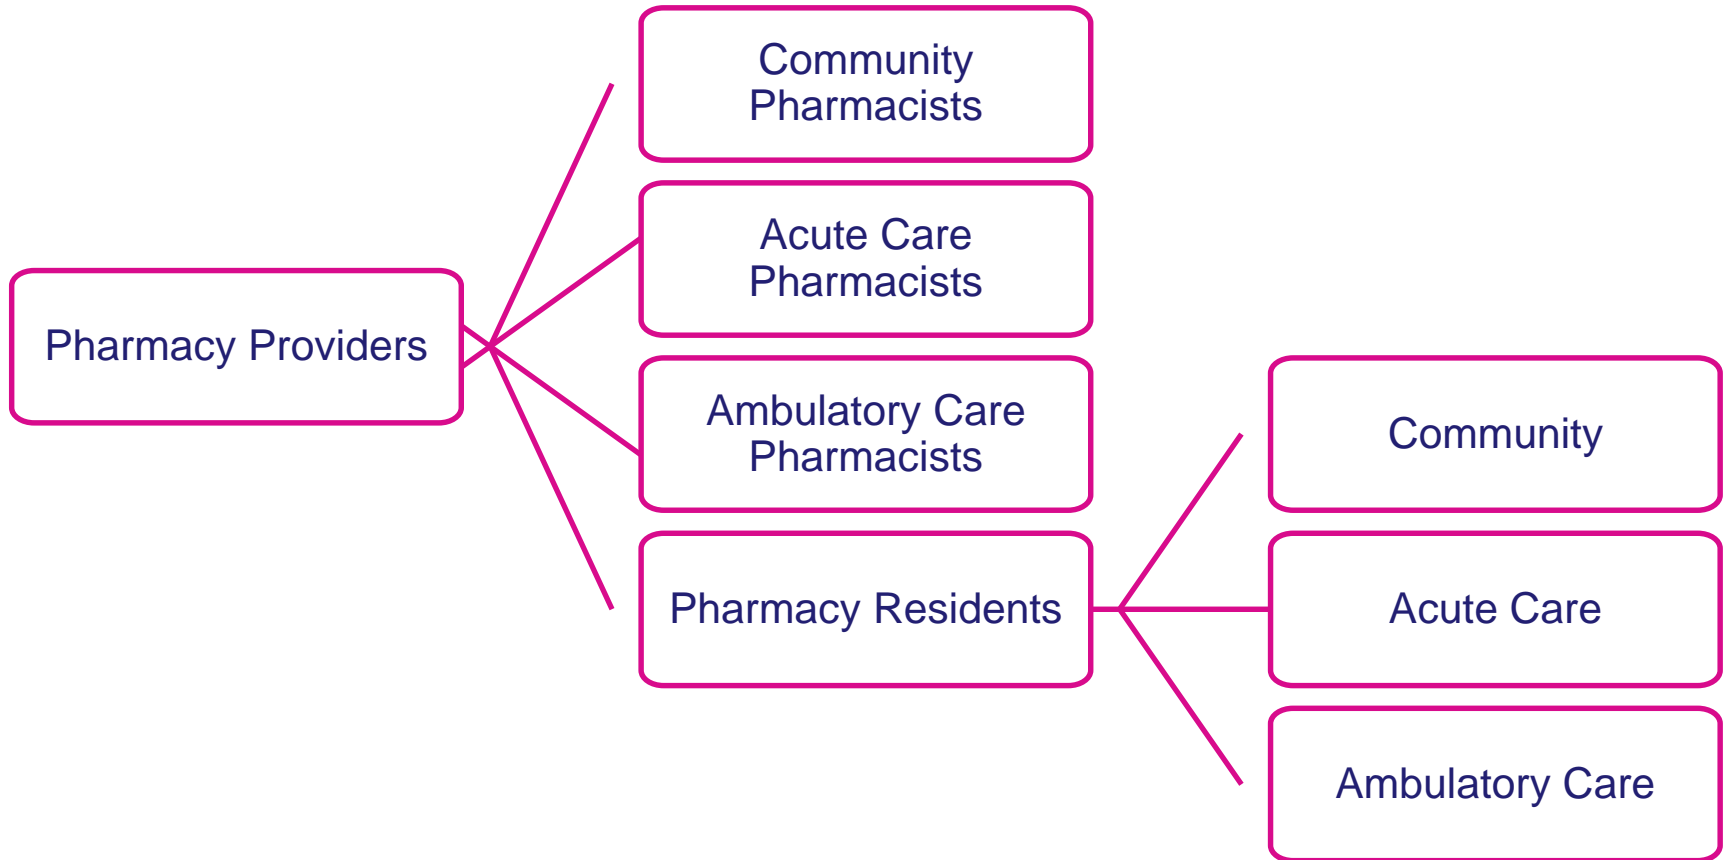 Community
Pharmacists
Acute Care
Pharmacists
Pharmacy Providers
Ambulatory Care
Pharmacists
Community
Pharmacy Residents
Acute Care
Ambulatory Care